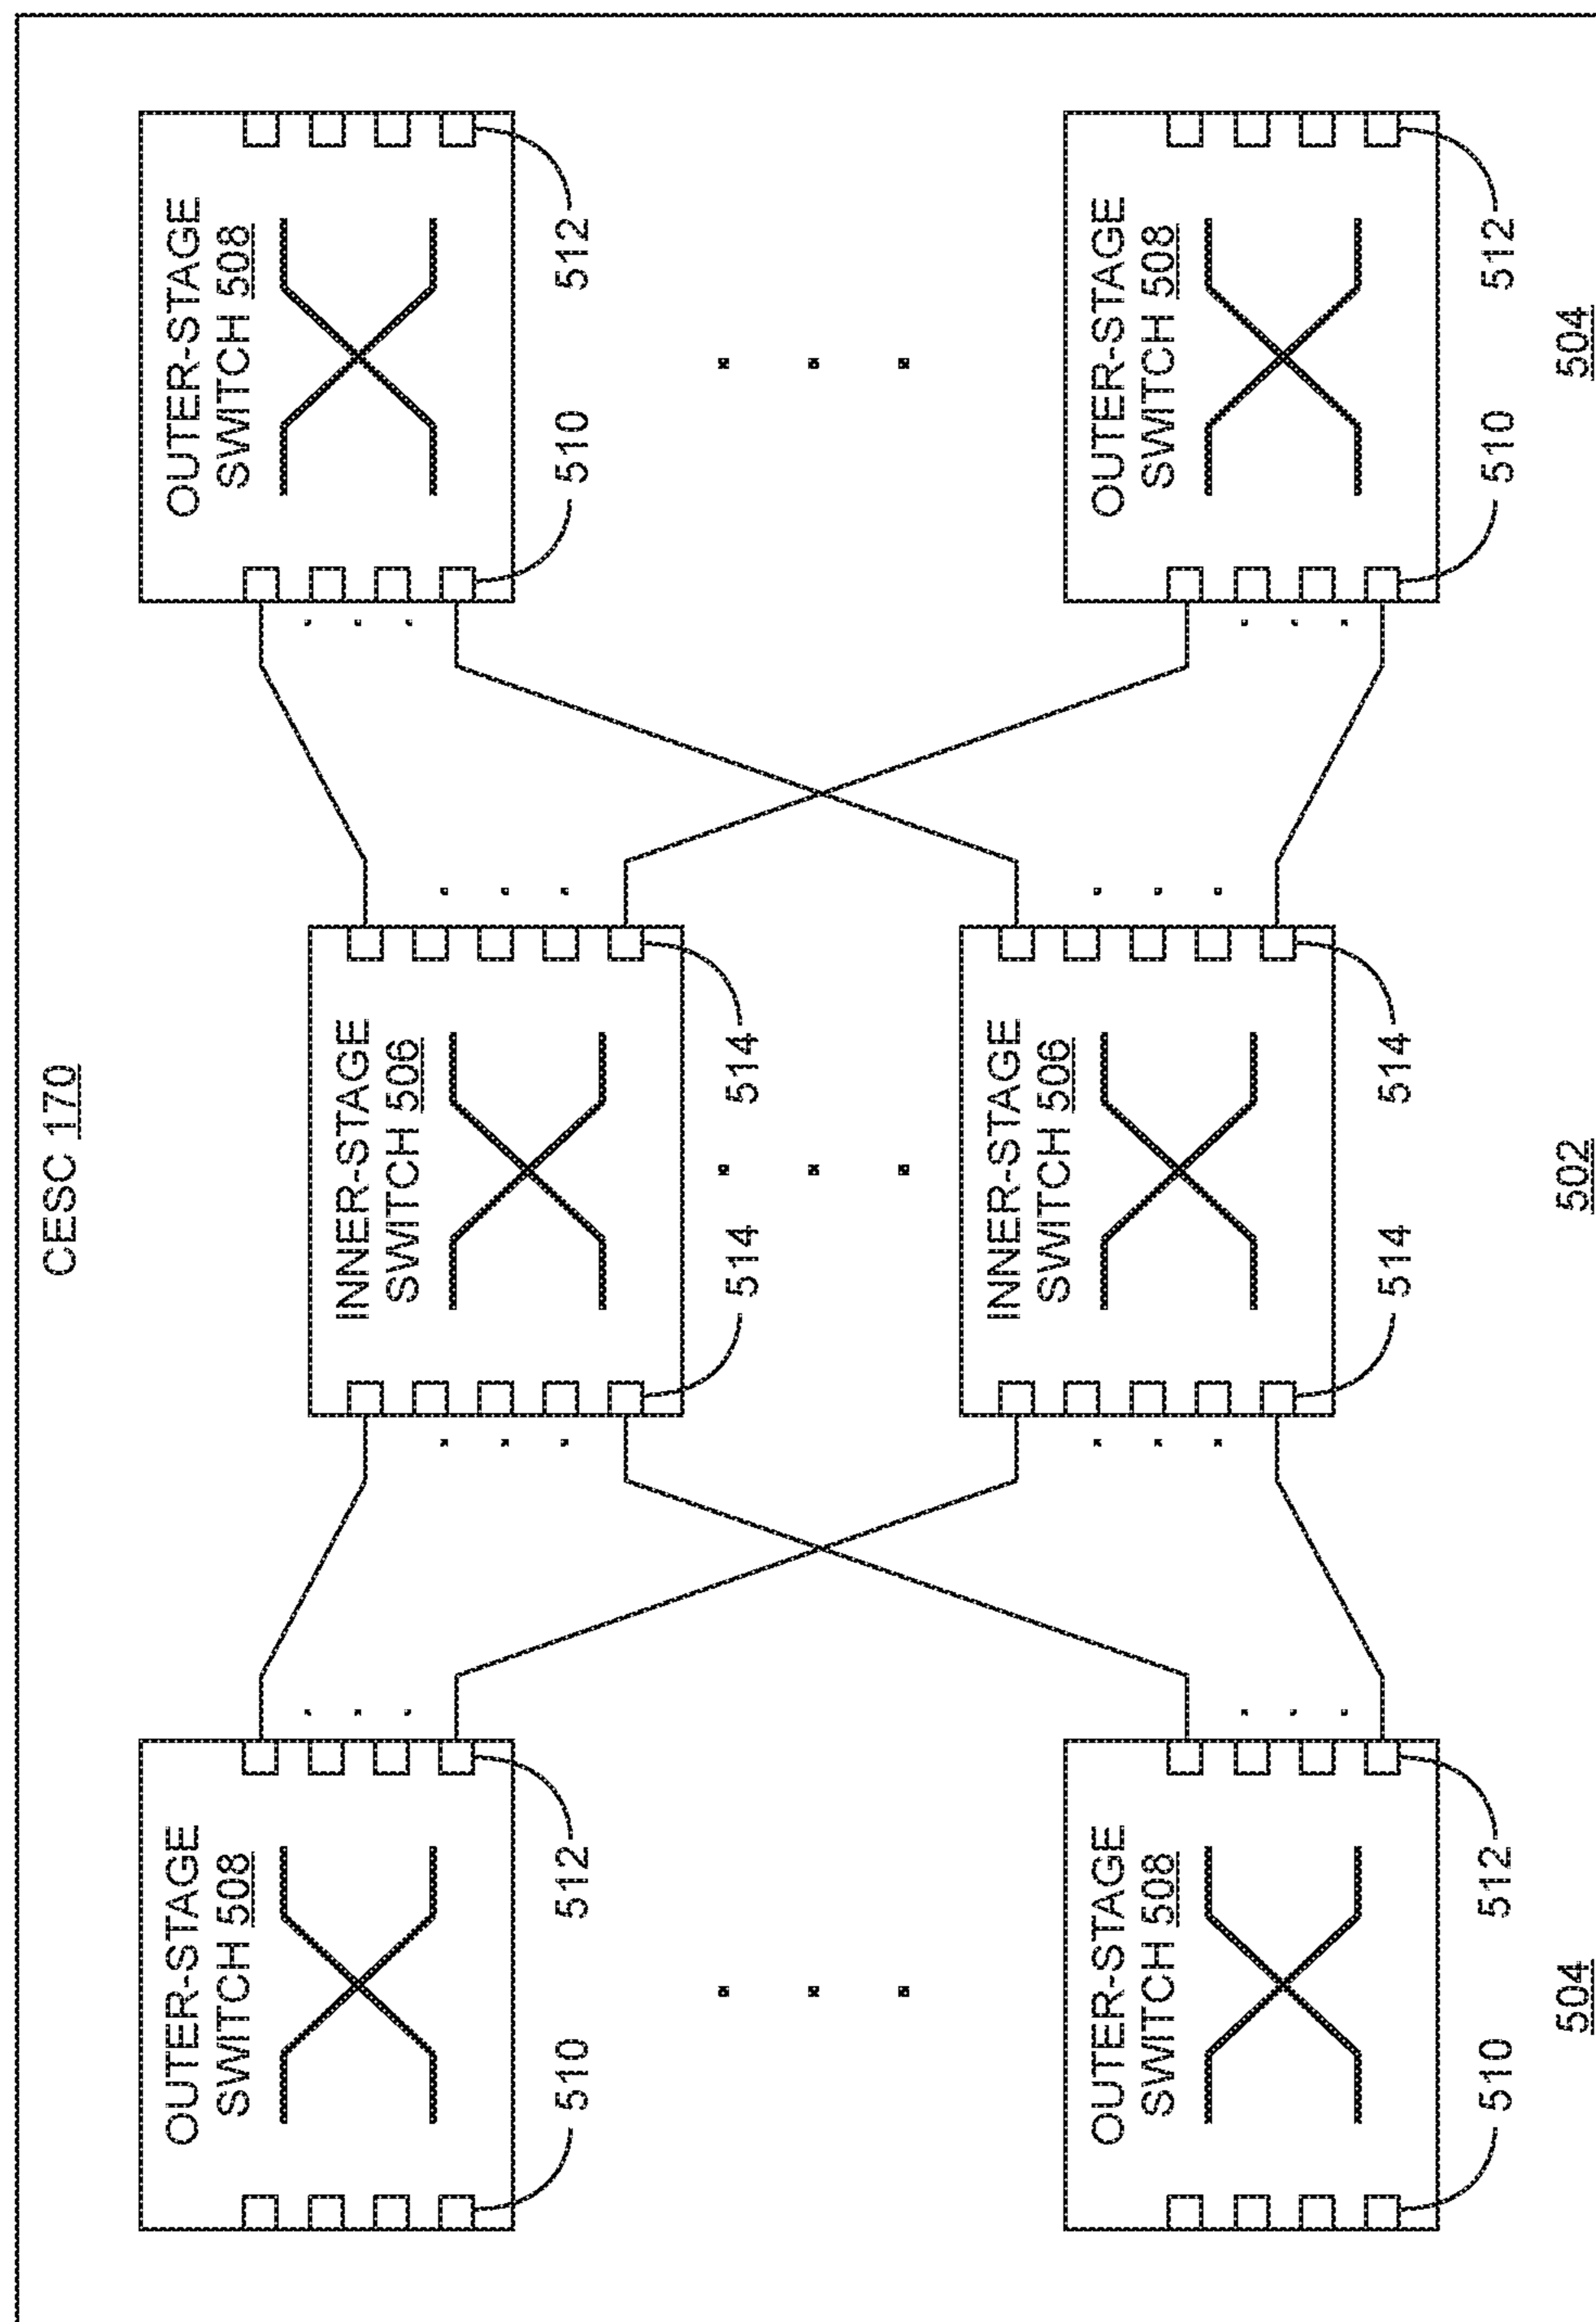 CESC 170
OUTER-STAGE
SWITCH 508
510
512
OUTER-STAGE
SWITCH 508
510
512
504
INNER-STAGE
SWITCH 506
514
514
INNER-STAGE
SWITCH 506
514
514
502
OUTER-STAGE
SWITCH 508
510
512
OUTER-STAGE
SWITCH 508
510
512
504